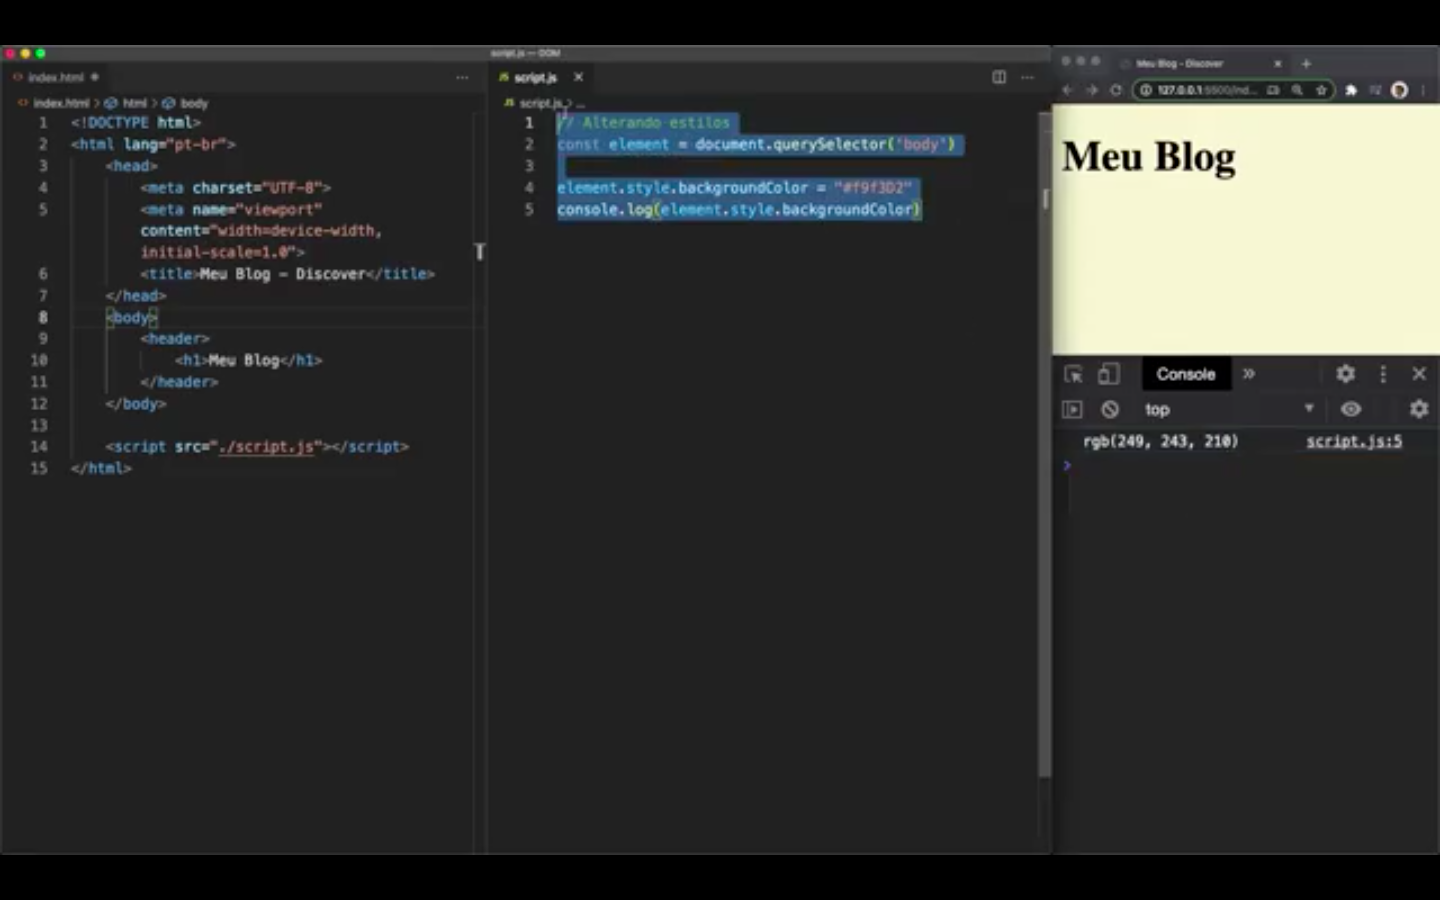 script.js — DOM
index.html
script.js
index.html > html > body
script.js > ...
1 <!DOCTYPE html>
2 <html lang="pt-br">
3 <head>
4 <meta charset="UTF-8">
5 <meta name="viewport"
content="width=device-width,
initial-scale=1.0">
6 <title>Meu Blog - Discover</title>
7 </head>
8 <body>
9 <header>
10 <h1>Meu Blog</h1>
11 </header>
12 </body>
13
14 <script src="./script.js"></script>
15 </html>
1 // Alterando estilos
2 const element = document.querySelector('body')
3
4 element.style.backgroundColor = "#f9f3D2"
5 console.log(element.style.backgroundColor)
Meu Blog - Discover
127.0.0.1:5500/ind...
Meu Blog
Console
top
rgb(249, 243, 210) script.js:5